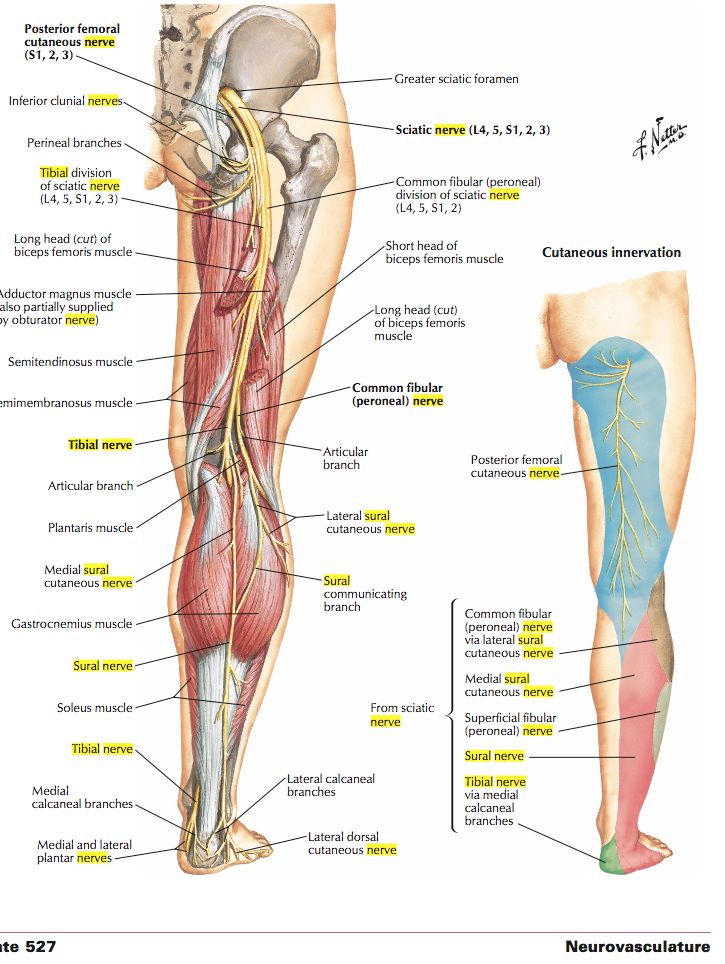 Posterior femoral
cutaneous nerve
(S1, 2, 3)
Inferior clunial nerves
Perineal branches
Tibial division
of sciatic nerve
(L4, 5, S1, 2, 3)
Long head (cut) of
biceps femoris muscle
Adductor magnus muscle
also partially supplied
by obturator nerve)
Semitendinosus muscle
emimembranosus muscle
Tibial nerve
Articular branch
Plantaris muscle
Medial sural
cutaneous nerve
Gastrocnemius muscle
Sural nerve
Soleus muscle
Tibial nerve
Medial
calcaneal branches
Medial and lateral
plantar nerves
Greater sciatic foramen
Sciatic nerve (L4, 5, S1, 2, 3)
Common fibular (peroneal)
division of sciatic nerve
(L4, 5, S1, 2)
Short head of
biceps femoris muscle
Long head (cut)
of biceps femoris
muscle
Common fibular
(peroneal) nerve
Articular
branch
Lateral sural
cutaneous nerve
Sural
communicating
branch
Lateral calcaneal
branches
Lateral dorsal
cutaneous nerve
F. Netter
M.D.
Cutaneous innervation
Posterior femoral
cutaneous nerve
From sciatic
nerve
Common fibular
(peroneal) nerve
via lateral sural
cutaneous nerve
Medial sural
cutaneous nerve
Superficial fibular
(peroneal) nerve
Sural nerve
Tibial nerve
via medial
calcaneal
branches
ate 527
Neurovasculature